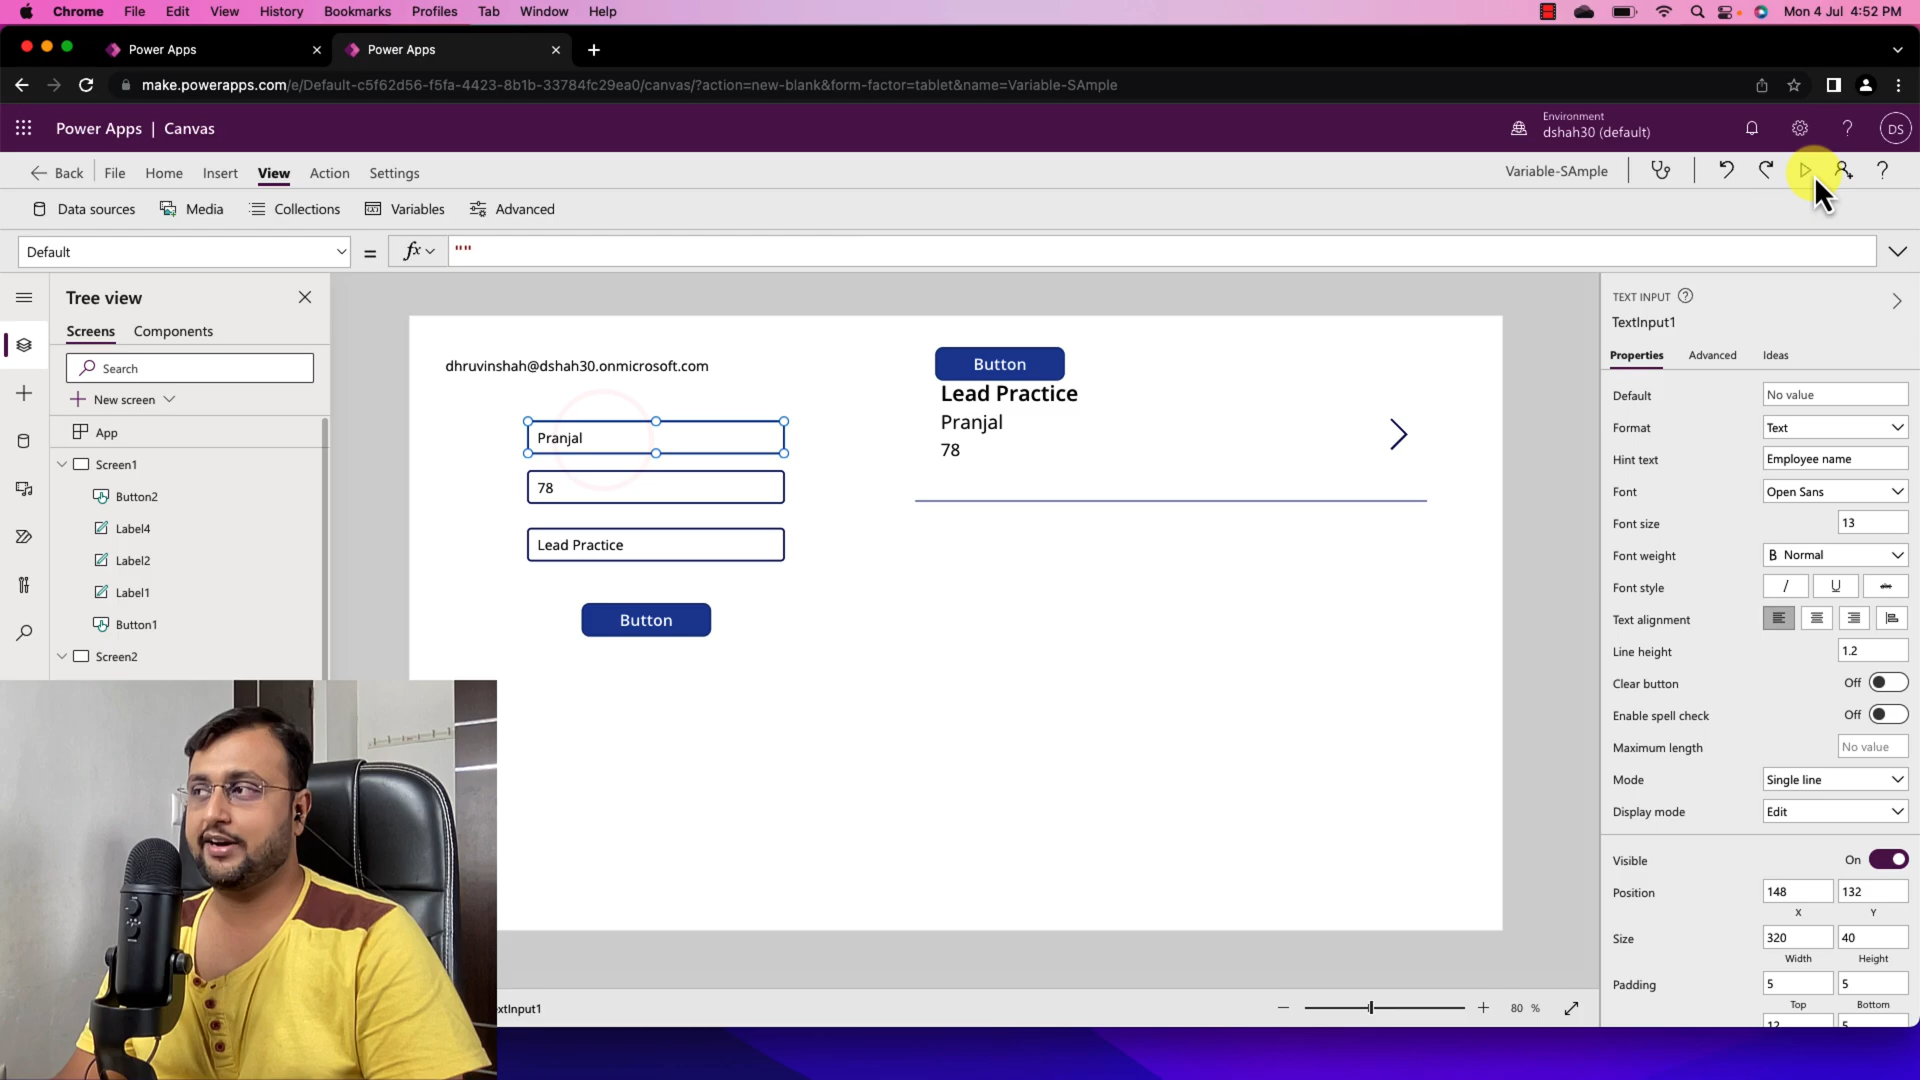 Chrome File Edit View History Bookmarks Profiles Tab Window Help Mon 4 Jul 4:52 PM
Power Apps Power Apps
make.powerapps.com/e/Default-c5f62d56-f5fa-4423-8b1b-33784fc29ea0/canvas/?action=new-blank&form-factor=tablet&name=Variable-SAmple
Power Apps | Canvas
Environment
dshah30 (default)
DS
Back File Home Insert View Action Settings Variable-SAmple
Data sources Media Collections Variables Advanced
Default = fx ""
Tree view
Screens Components
Search
New screen
App
Screen1
Button2
Label4
Label2
Label1
Button1
Screen2
dhruvinshah@dshah30.onmicrosoft.com
Pranjal
78
Lead Practice
Button
Button
Lead Practice
Pranjal
78
xtInput1
80 %
TEXT INPUT
TextInput1
Properties Advanced Ideas
Default No value
Format Text
Hint text Employee name
Font Open Sans
Font size 13
Font weight B Normal
Font style / U abc
Text alignment
Line height 1.2
Clear button Off
Enable spell check Off
Maximum length No value
Mode Single line
Display mode Edit
Visible On
Position 148 132
X Y
Size 320 40
Width Height
Padding 5 5
Top Bottom
12 5